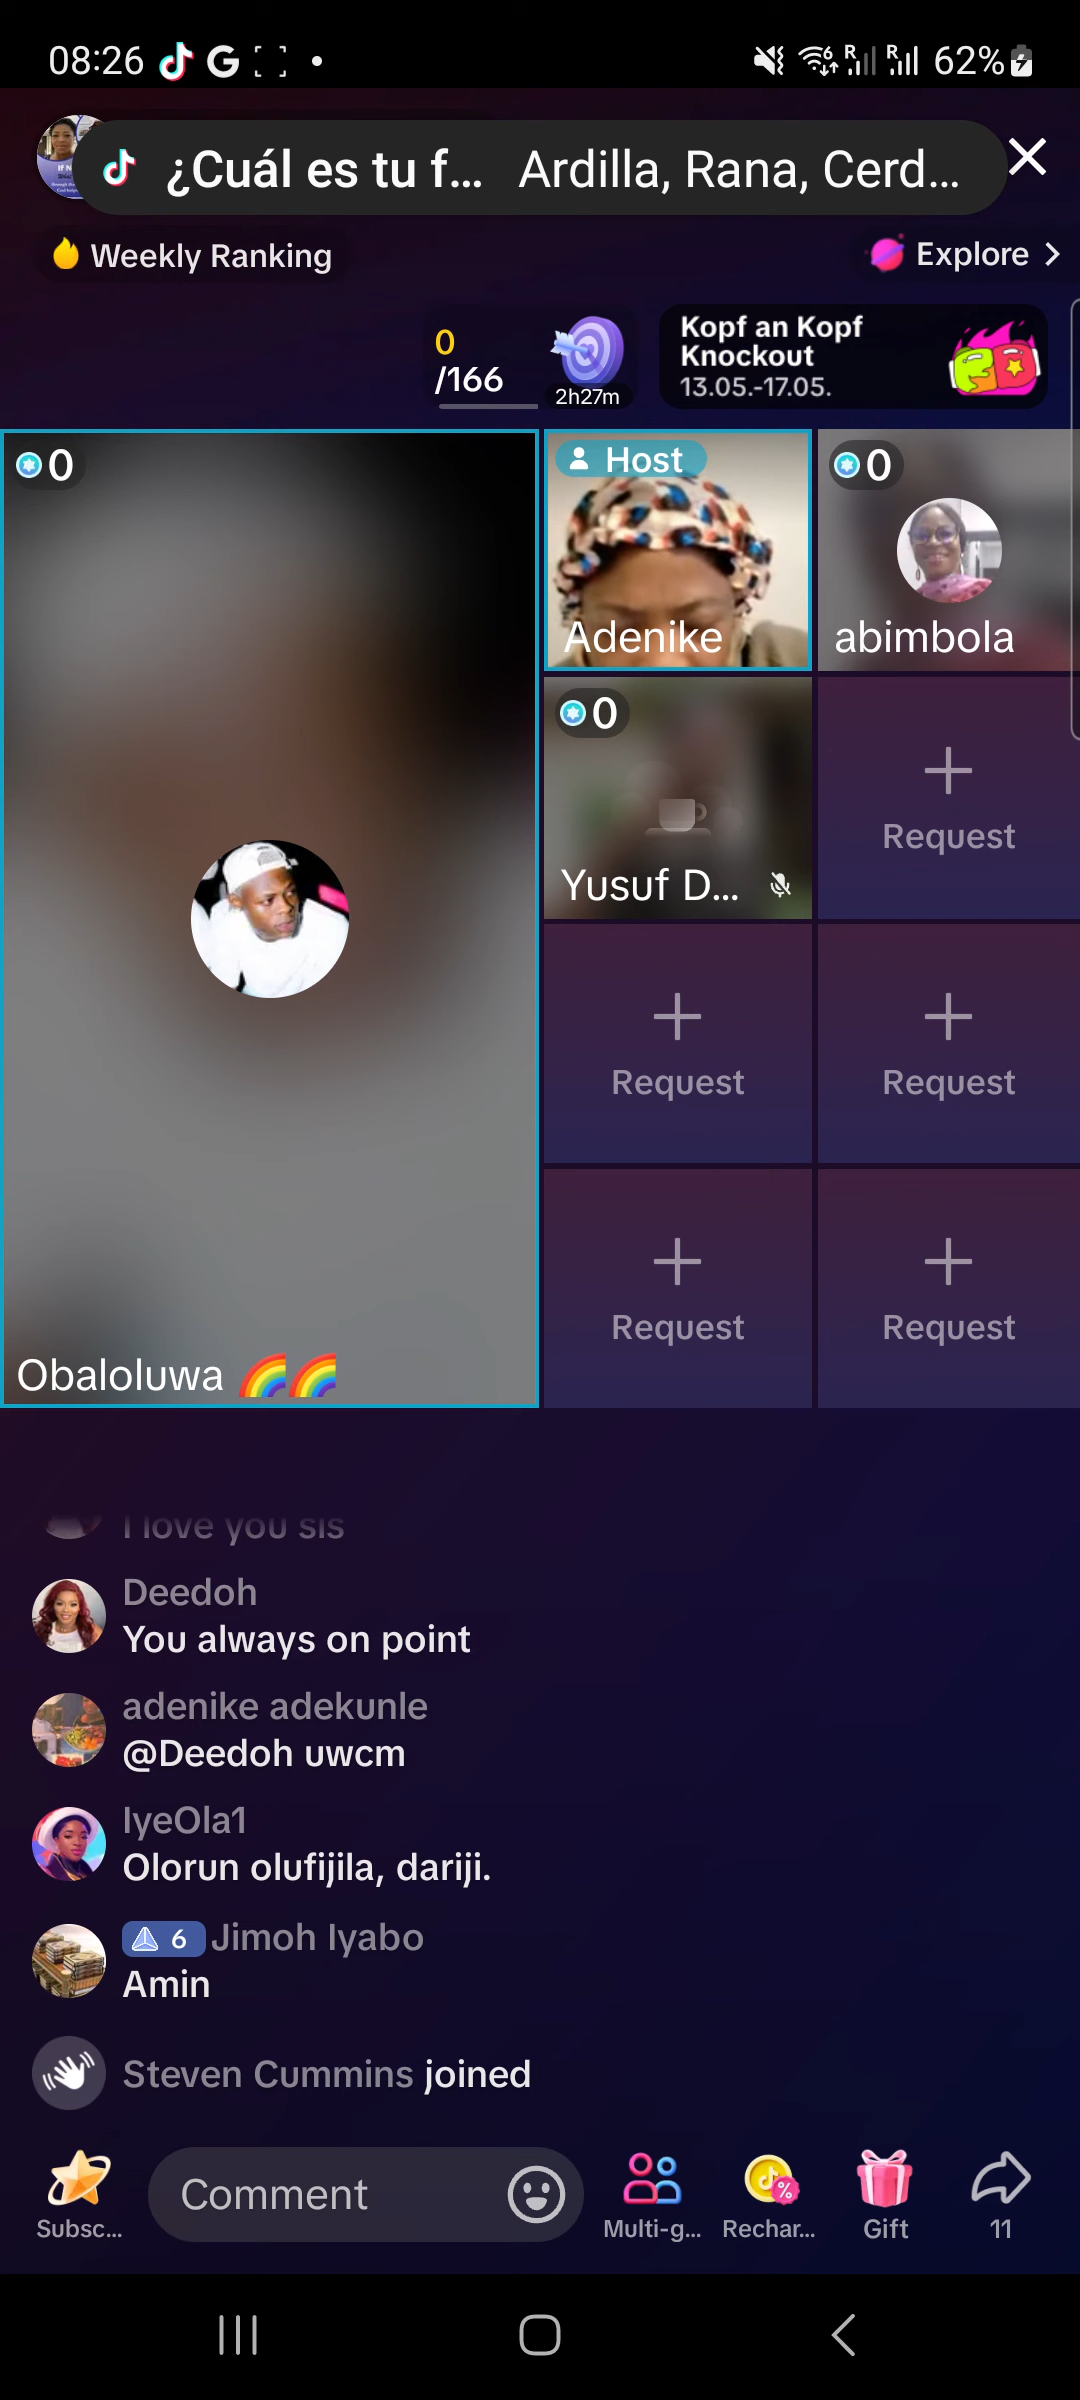 08:26
62%
¿Cuál es tu f... Ardilla, Rana, Cerd...
Weekly Ranking
Explore
0
/166
2h27m
Kopf an Kopf
Knockout
13.05.-17.05.
0
Host
Adenike
0
abimbola
0
Yusuf D...
Request
Request
Request
Request
Request
Obaloluwa 🌈🌈
I love you sis
Deedoh
You always on point
adenike adekunle
@Deedoh uwcm
IyeOla1
Olorun olufijila, dariji.
6 Jimoh Iyabo
Amin
Steven Cummins joined
Subsc...
Comment
Multi-g...
Rechar...
Gift
11